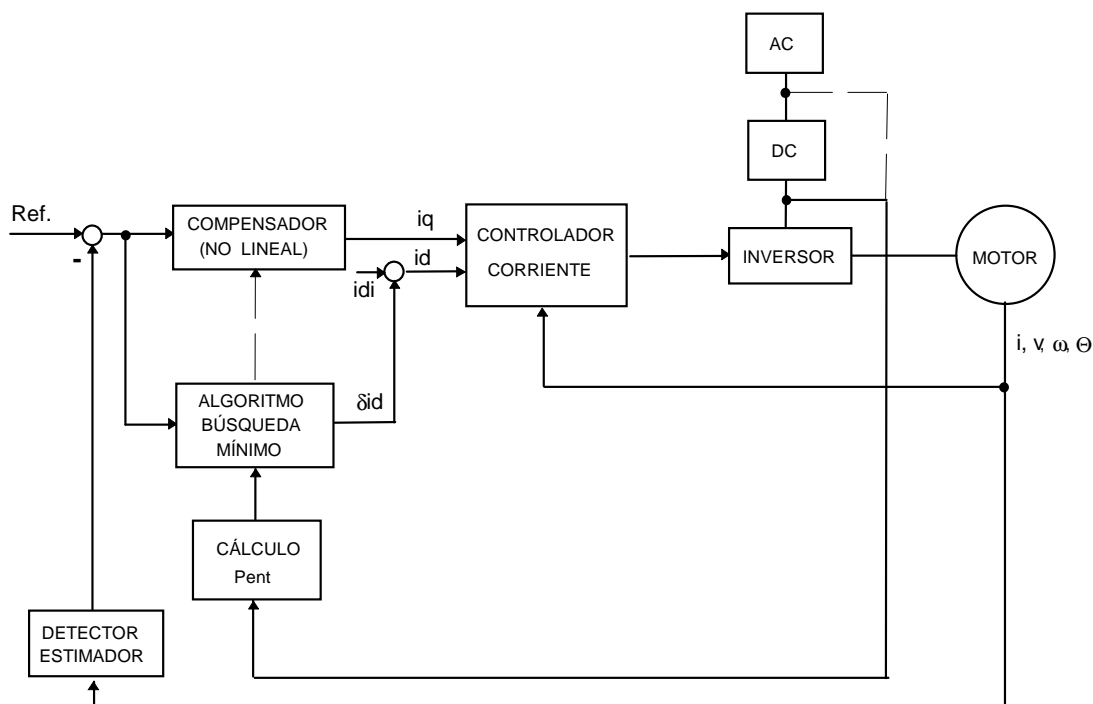 AC
DC
Ref.
-
COMPENSADOR
(NO LINEAL)
iq
id
idi
CONTROLADOR
CORRIENTE
INVERSOR
MOTOR
i, v, ω, Θ
ALGORITMO
BÚSQUEDA
MÍNIMO
δid
CÁLCULO
Pent
DETECTOR
ESTIMADOR